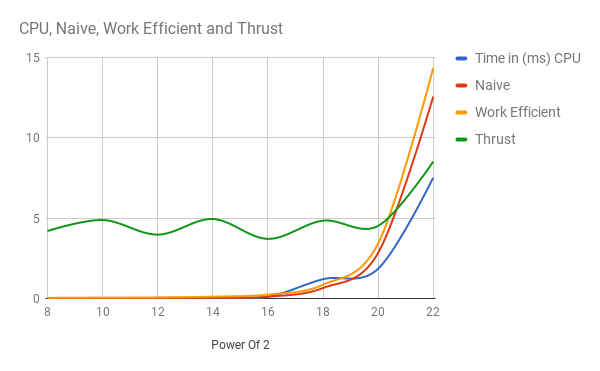 CPU, Naive, Work Efficient and Thrust
15
10
5
0
8 10 12 14 16 18 20 22
Power Of 2
Time in (ms) CPU
Naive
Work Efficient
Thrust